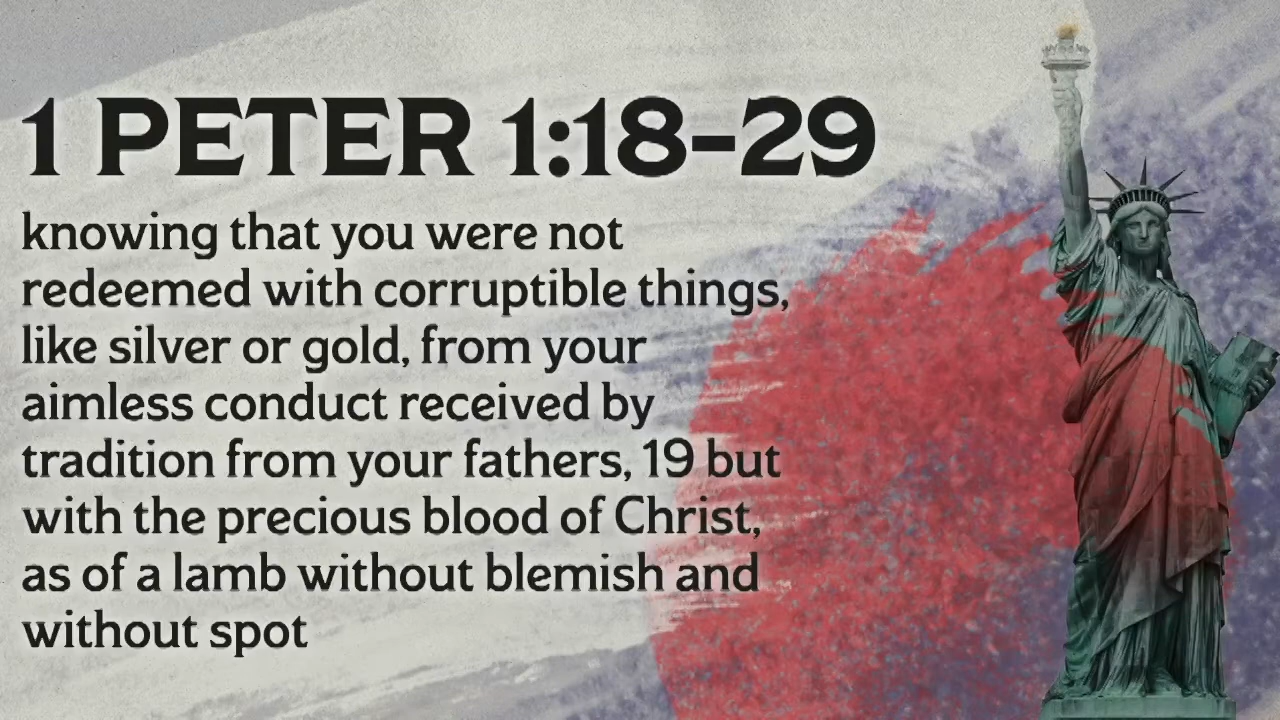 1 PETER 1:18-29
knowing that you were not
redeemed with corruptible things,
like silver or gold, from your
aimless conduct received by
tradition from your fathers, 19 but
with the precious blood of Christ,
as of a lamb without blemish and
without spot